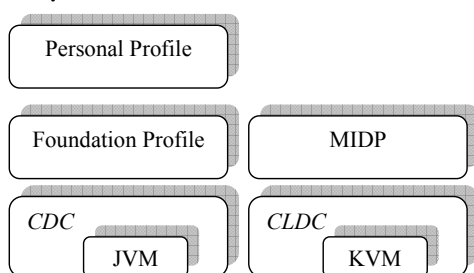 Personal Profile
Foundation Profile
MIDP
CDC
JVM
CLDC
KVM